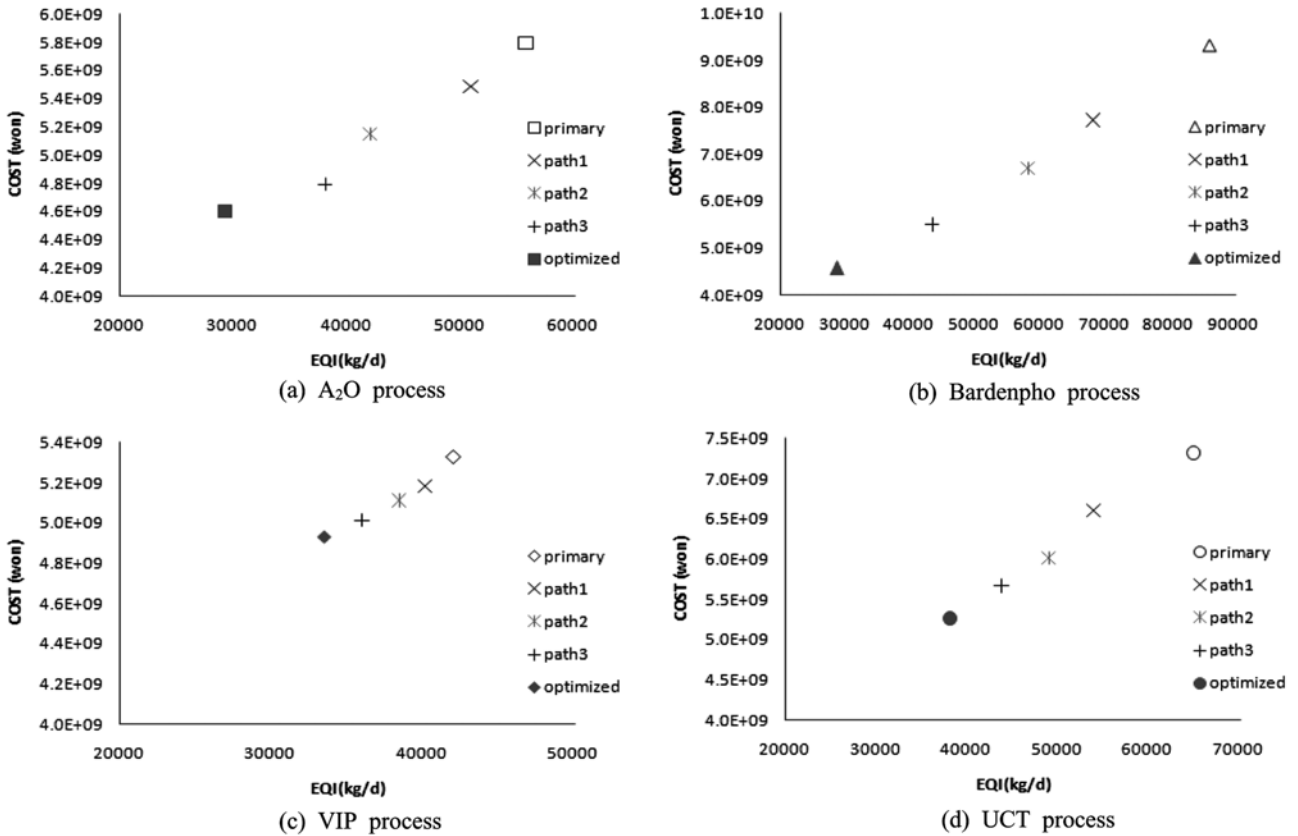 6.0E+09
5.8E+09
5.6E+09
5.4E+09
5.2E+09
5.0E+09
4.8E+09
4.6E+09
4.4E+09
4.2E+09
4.0E+09
COST (won)
20000 30000 40000 50000 60000
EQI(kg/d)
primary
path1
path2
path3
optimized
(a) A₂O process
1.0E+10
9.0E+09
8.0E+09
7.0E+09
6.0E+09
5.0E+09
4.0E+09
COST (won)
20000 30000 40000 50000 60000 70000 80000 90000
EQI(kg/d)
primary
path1
path2
path3
optimized
(b) Bardenpho process
5.4E+09
5.2E+09
5.0E+09
4.8E+09
4.6E+09
4.4E+09
4.2E+09
4.0E+09
COST (won)
20000 30000 40000 50000
EQI(kg/d)
primary
path1
path2
path3
optimized
(c) VIP process
7.5E+09
7.0E+09
6.5E+09
6.0E+09
5.5E+09
5.0E+09
4.5E+09
4.0E+09
COST (won)
20000 30000 40000 50000 60000 70000
EQI(kg/d)
primary
path1
path2
path3
optimized
(d) UCT process